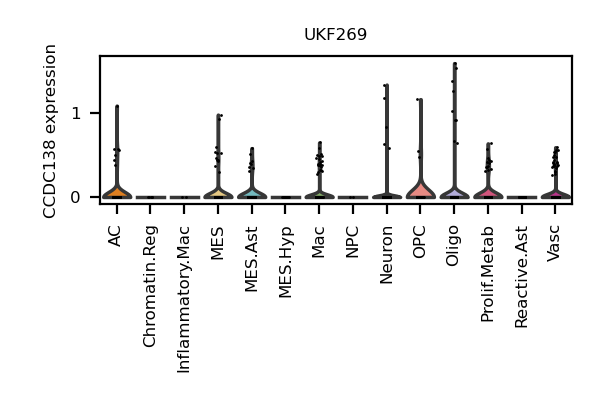 UKF269
CCDC138 expression
1
0
AC
Chromatin.Reg
Inflammatory.Mac
MES
MES.Ast
MES.Hyp
Mac
NPC
Neuron
OPC
Oligo
Prolif.Metab
Reactive.Ast
Vasc